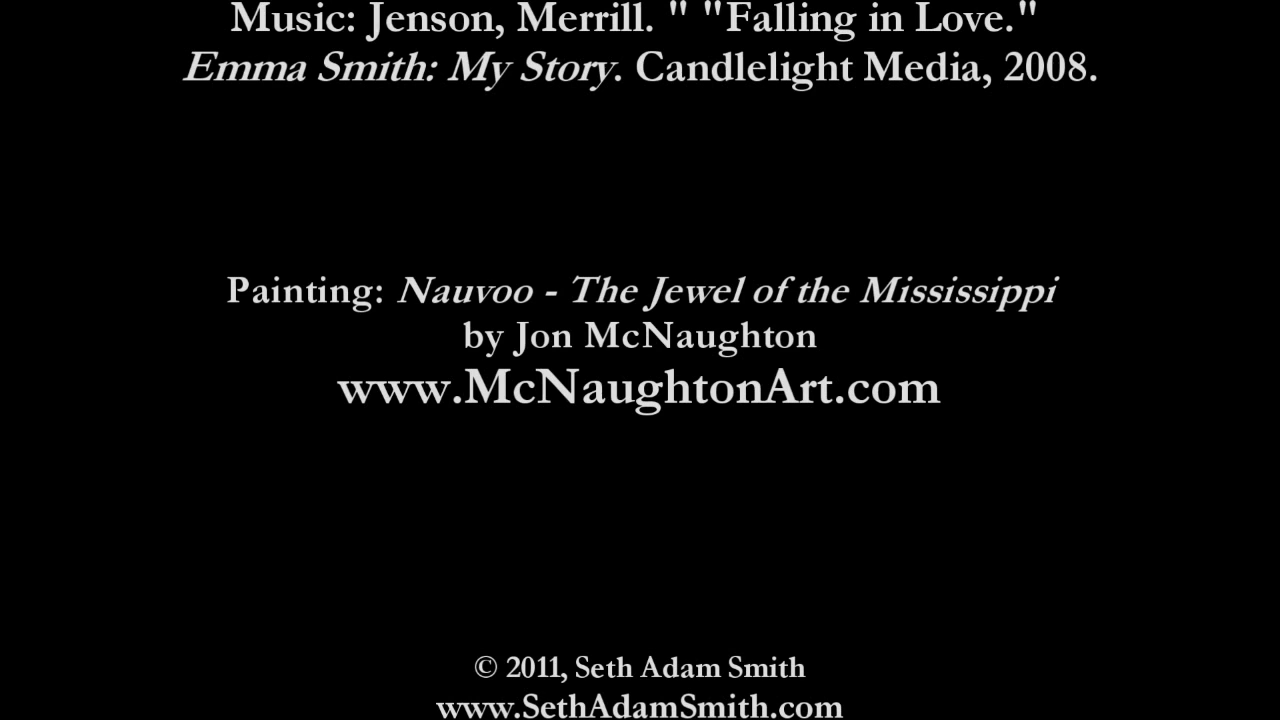 Music: Jenson, Merrill. " "Falling in Love."
Emma Smith: My Story. Candlelight Media, 2008.
Painting: Nauvoo - The Jewel of the Mississippi
by Jon McNaughton
www.McNaughtonArt.com
© 2011, Seth Adam Smith
www.SethAdamSmith.com